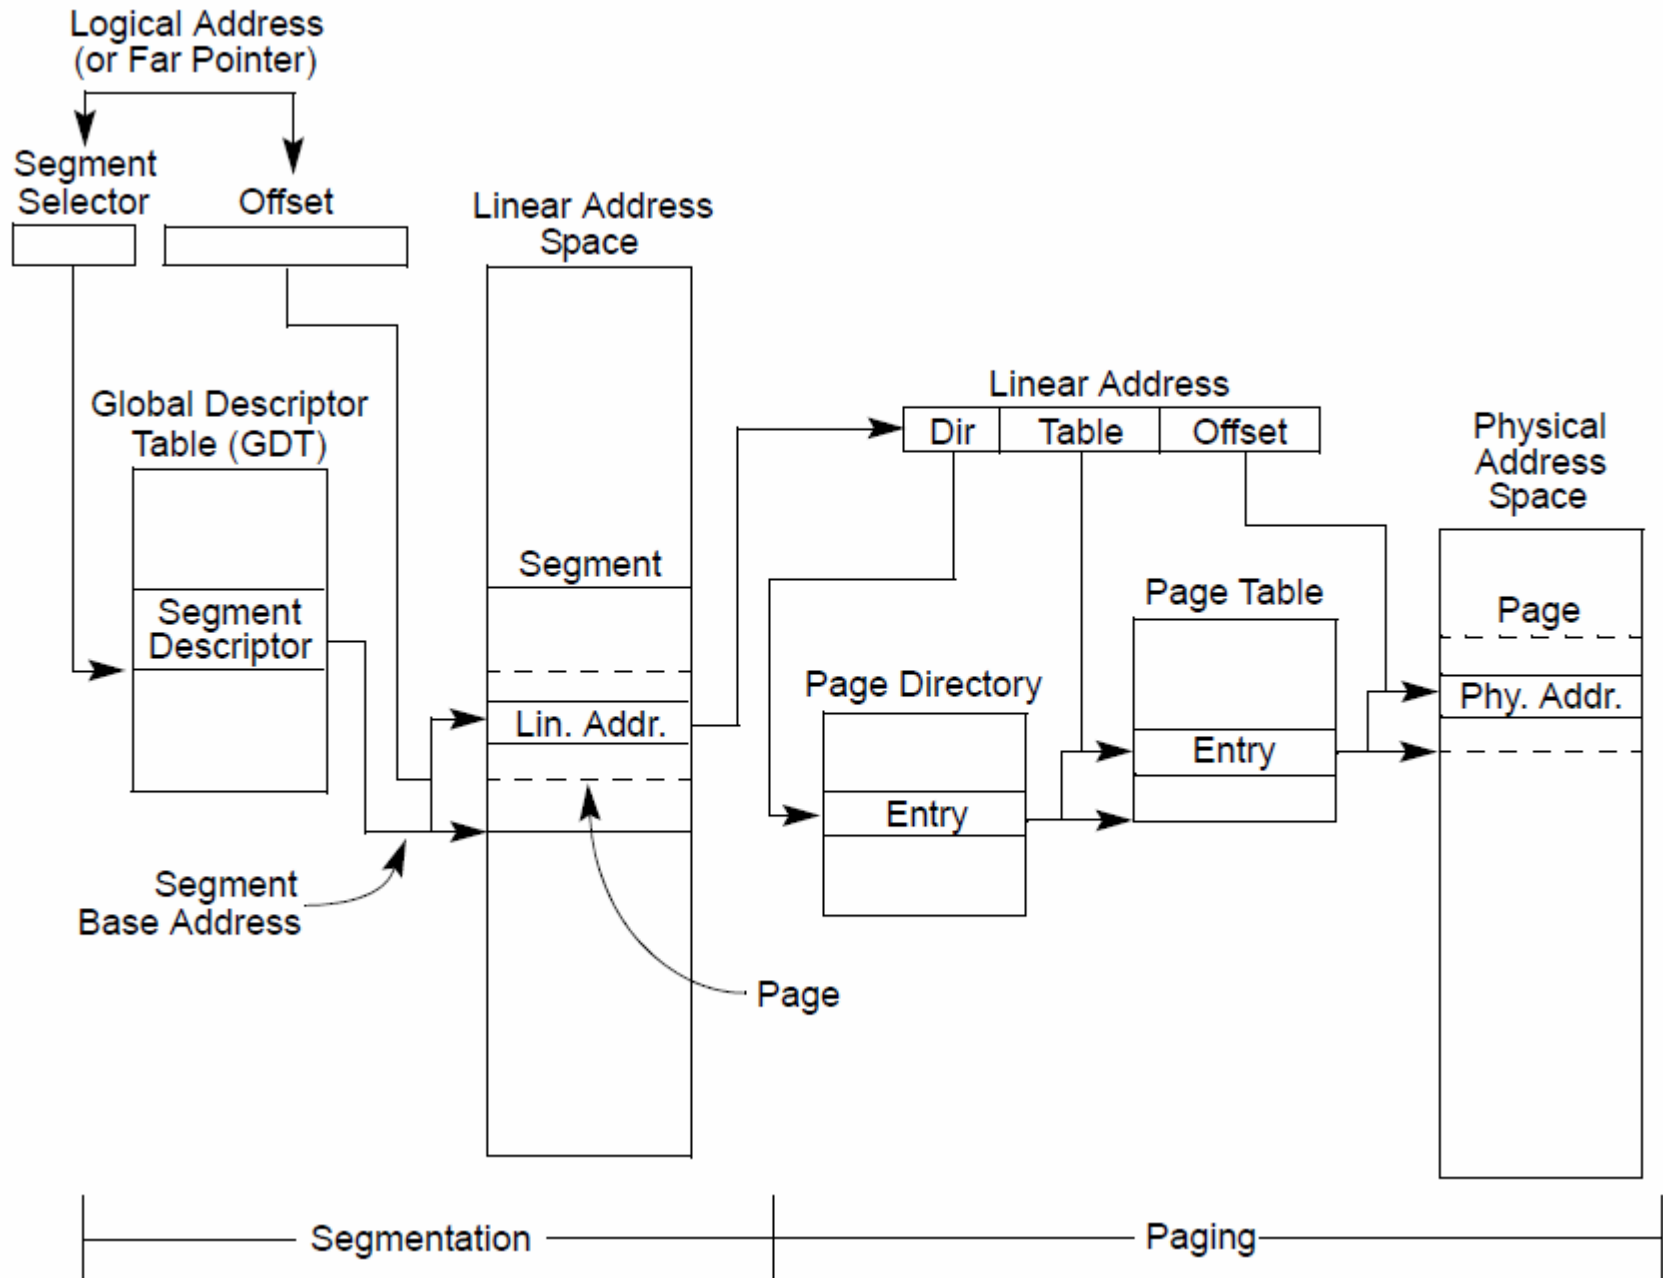 Logical Address
(or Far Pointer)
Segment
Selector
Offset
Linear Address
Space
Global Descriptor
Table (GDT)
Segment
Descriptor
Segment
Base Address
Segment
Lin. Addr.
Page
Linear Address
Dir
Table
Offset
Page Directory
Entry
Page Table
Entry
Physical
Address
Space
Page
Phy. Addr.
Segmentation
Paging